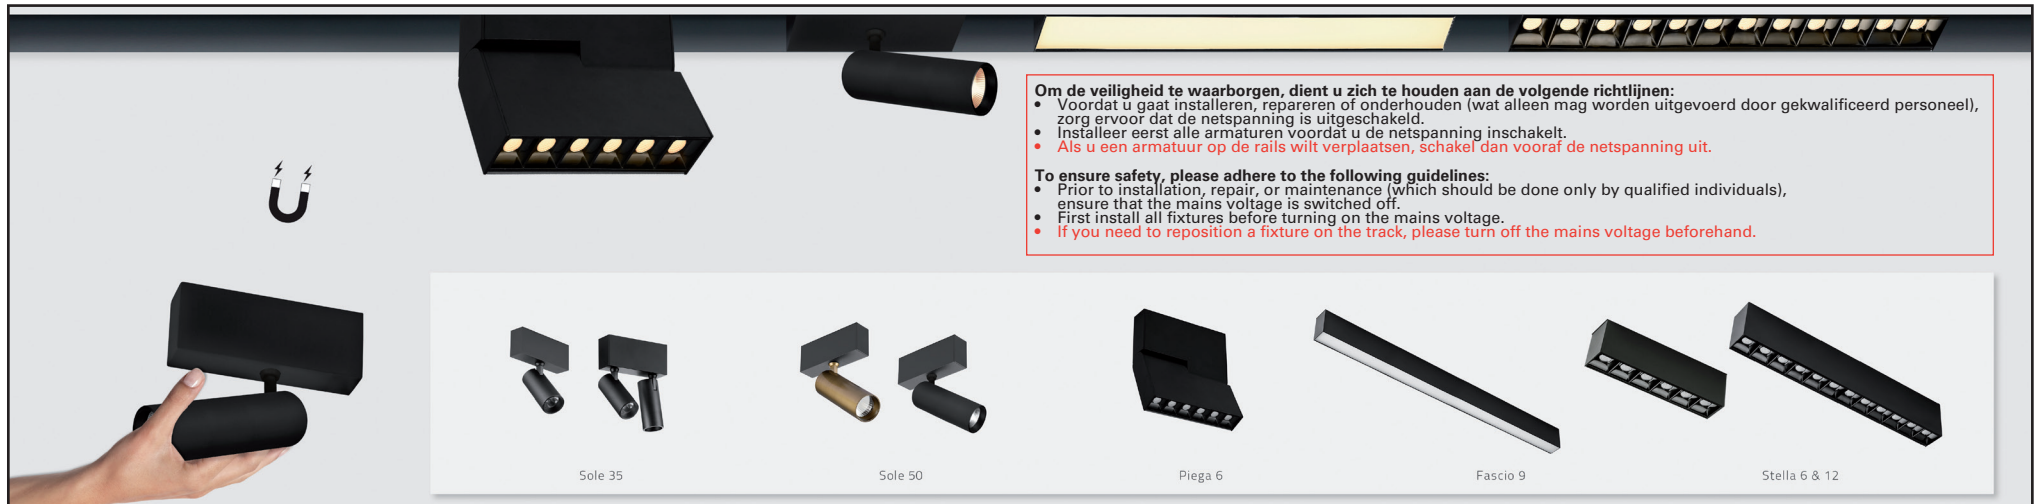 Om de veiligheid te waarborgen, dient u zich te houden aan de volgende richtlijnen:
• Voordat u gaat installeren, repareren of onderhouden (wat alleen mag worden uitgevoerd door gekwalificeerd personeel),
zorg ervoor dat de netspanning is uitgeschakeld.
• Installeer eerst alle armaturen voordat u de netspanning inschakelt.
• Als u een armatuur op de rails wilt verplaatsen, schakel dan vooraf de netspanning uit.
To ensure safety, please adhere to the following guidelines:
• Prior to installation, repair, or maintenance (which should be done only by qualified individuals),
ensure that the mains voltage is switched off.
• First install all fixtures before turning on the mains voltage.
• If you need to reposition a fixture on the track, please turn off the mains voltage beforehand.
Sole 35
Sole 50
Piega 6
Fascio 9
Stella 6 & 12